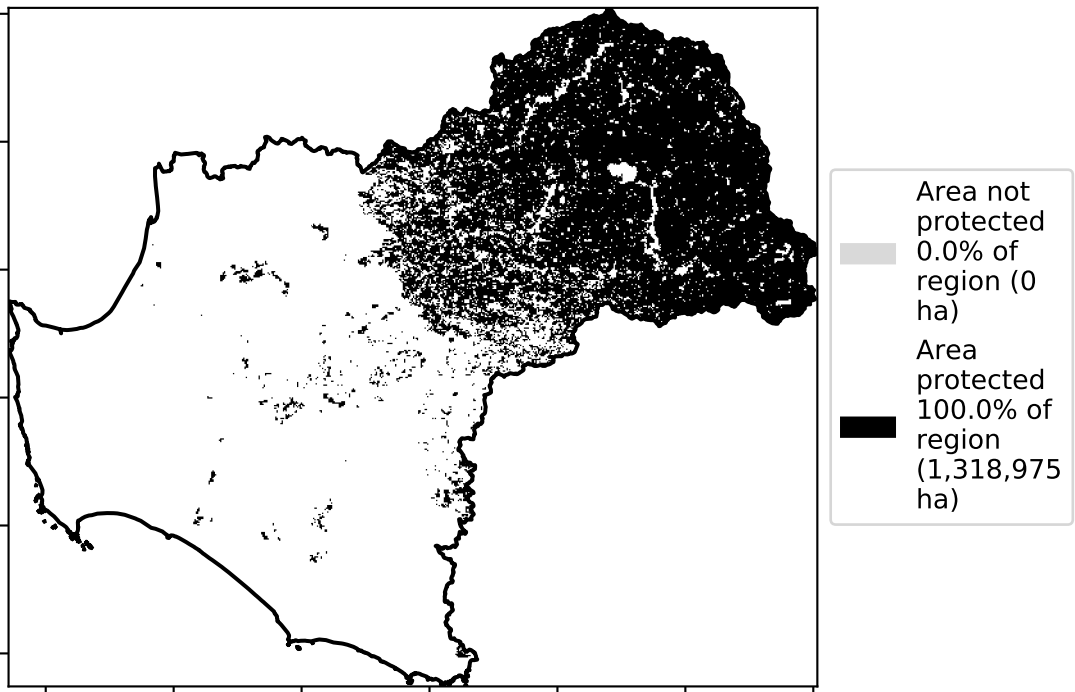 Area not
protected
0.0% of
region (0
ha)
Area
protected
100.0% of
region
(1,318,975
ha)